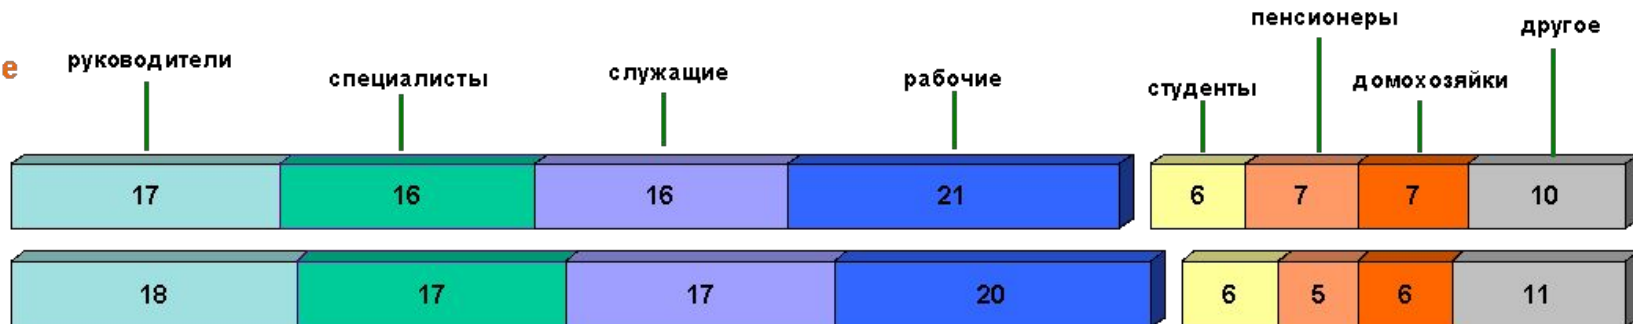 пенсионеры
другое
е руководители
специалисты
служащие
рабочие
студенты
домохозяйки
17 16 16 21 6 7 7 10
18 17 17 20 6 5 6 11